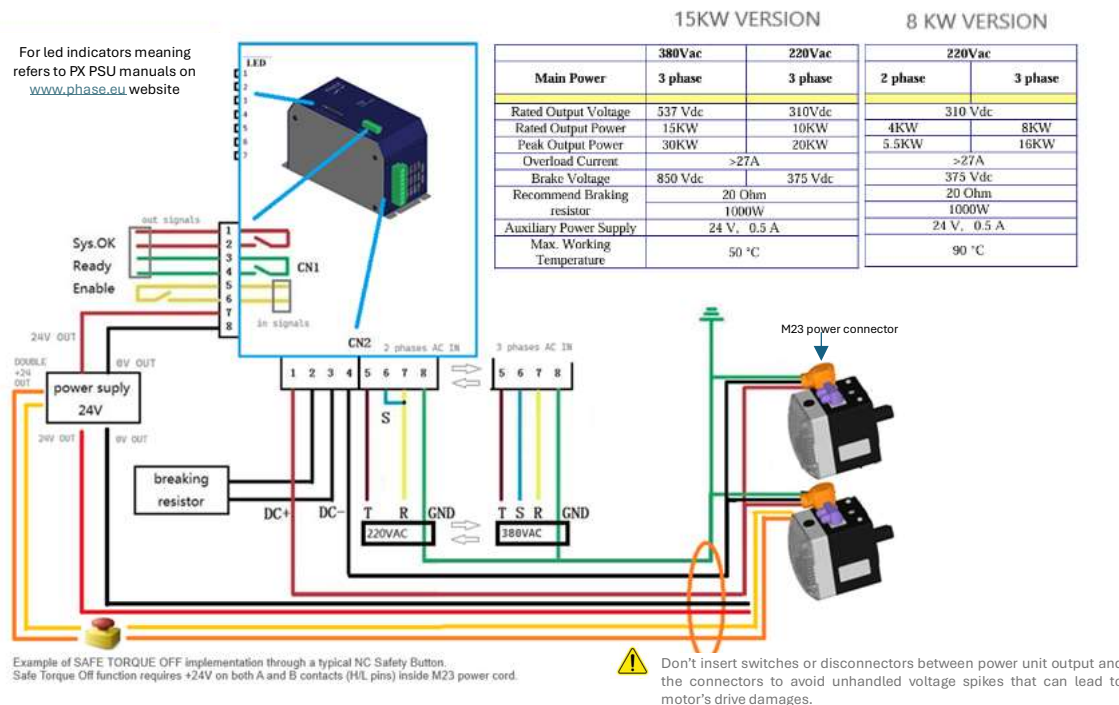 15KW VERSION
8 KW VERSION
For led indicators meaning
refers to PX PSU manuals on
www.phase.eu website
LED
1
2
3
4
5
6
7
380Vac 220Vac
Main Power 3 phase 3 phase
Rated Output Voltage 537 Vdc 310Vdc
Rated Output Power 15KW 10KW
Peak Output Power 30KW 20KW
Overload Current >27A
Brake Voltage 850 Vdc 375 Vdc
Recommend Braking
resistor
20 Ohm
1000W
Auxiliary Power Supply 24 V, 0.5 A
Max. Working
Temperature
50 °C
220Vac
2 phase 3 phase
310 Vdc
4KW 8KW
5.5KW 16KW
>27A
375 Vdc
20 Ohm
1000W
24 V, 0.5 A
90 °C
out signals
Sys.OK
Ready
Enable
1
2
3
4
5
6
7
8
CN1
in signals
24V OUT
0V OUT
DOUBLE
+24
OUT
power suply
24V
24V OUT
0V OUT
CN2
2 phases AC IN
3 phases AC IN
1 2 3 4 5 6 7 8
5 6 7 8
S
breaking
resistor
DC+ DC- T R GND
T S R GND
220VAC
380VAC
M23 power connector
Example of SAFE TORQUE OFF implementation through a typical NC Safety Button.
Safe Torque Off function requires +24V on both A and B contacts (H/L pins) inside M23 power cord.
Don't insert switches or disconnectors between power unit output and
the connectors to avoid unhandled voltage spikes that can lead to
motor's drive damages.